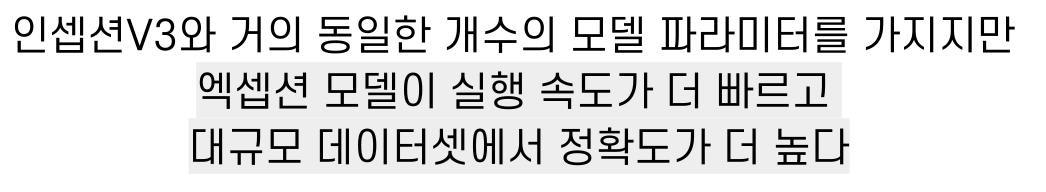 인셉션V3와 거의 동일한 개수의 모델 파라미터를 가지지만
엑셉션 모델이 실행 속도가 더 빠르고
대규모 데이터셋에서 정확도가 더 높다